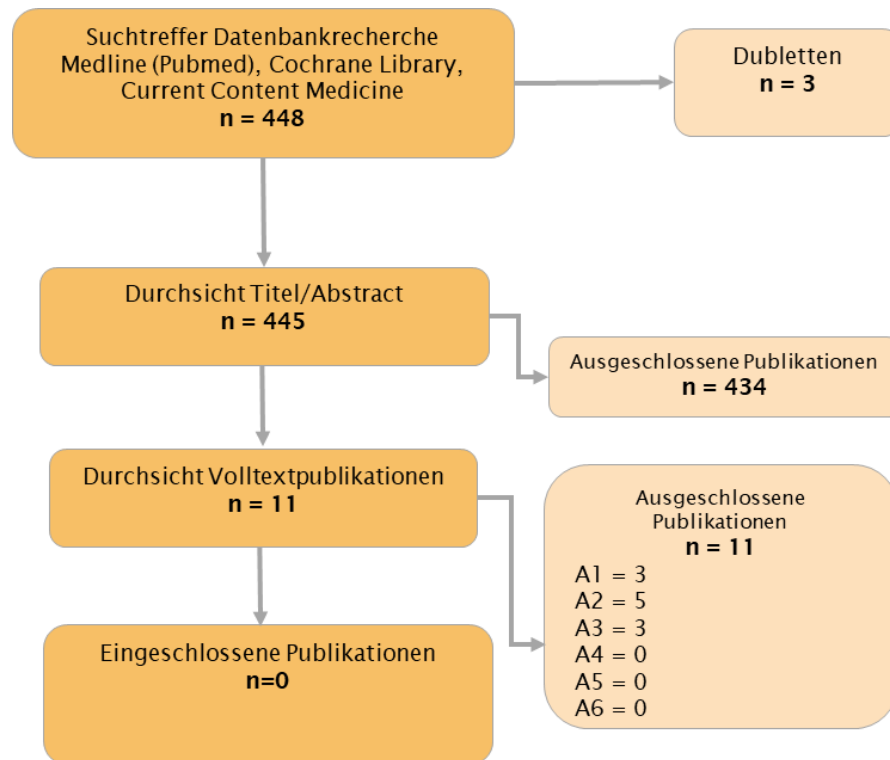 Suchtreffer Datenbankrecherche
Medline (Pubmed), Cochrane Library,
Current Content Medicine
n = 448
Dubletten
n = 3
Durchsicht Titel/Abstract
n = 445
Ausgeschlossene Publikationen
n = 434
Durchsicht Volltextpublikationen
n = 11
Ausgeschlossene
Publikationen
n = 11
A1 = 3
A2 = 5
A3 = 3
A4 = 0
A5 = 0
A6 = 0
Eingeschlossene Publikationen
n=0